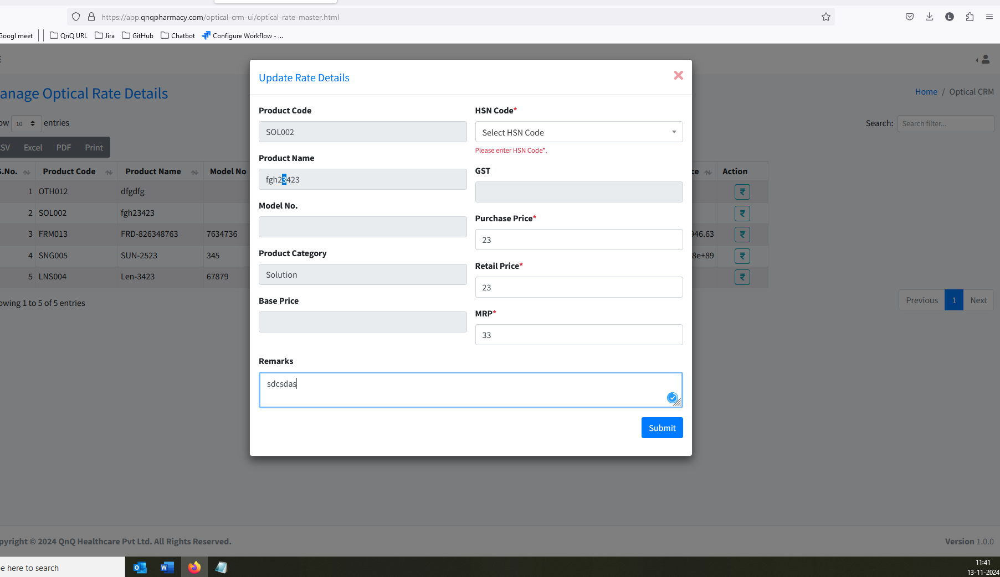 https://app.qnqpharmacy.com/optical-crm-ui/optical-rate-master.html
Googl meet QnQ URL Jira GitHub Chatbot Configure Workflow - ...
Update Rate Details
anage Optical Rate Details
Home / Optical CRM
ow 10 entries
Search: Search filter...
SV Excel PDF Print
S.No. Product Code Product Name Model No ce Action
1 OTH012 dfgdfg
2 SOL002 fgh23423
3 FRM013 FRD-826348763 7634736 946.63
4 SNG005 SUN-2523 345 8e+89
5 LNS004 Len-3423 67879
owing 1 to 5 of 5 entries
Previous 1 Next
Product Code
SOL002
Product Name
fgh23423
Model No.
Product Category
Solution
Base Price
HSN Code*
Select HSN Code
Please enter HSN Code*.
GST
Purchase Price*
23
Retail Price*
23
MRP*
33
Remarks
sdcsdas
Submit
pyright © 2024 QnQ Healthcare Pvt Ltd. All Rights Reserved.
Version 1.0.0
e here to search
11:41
13-11-2024